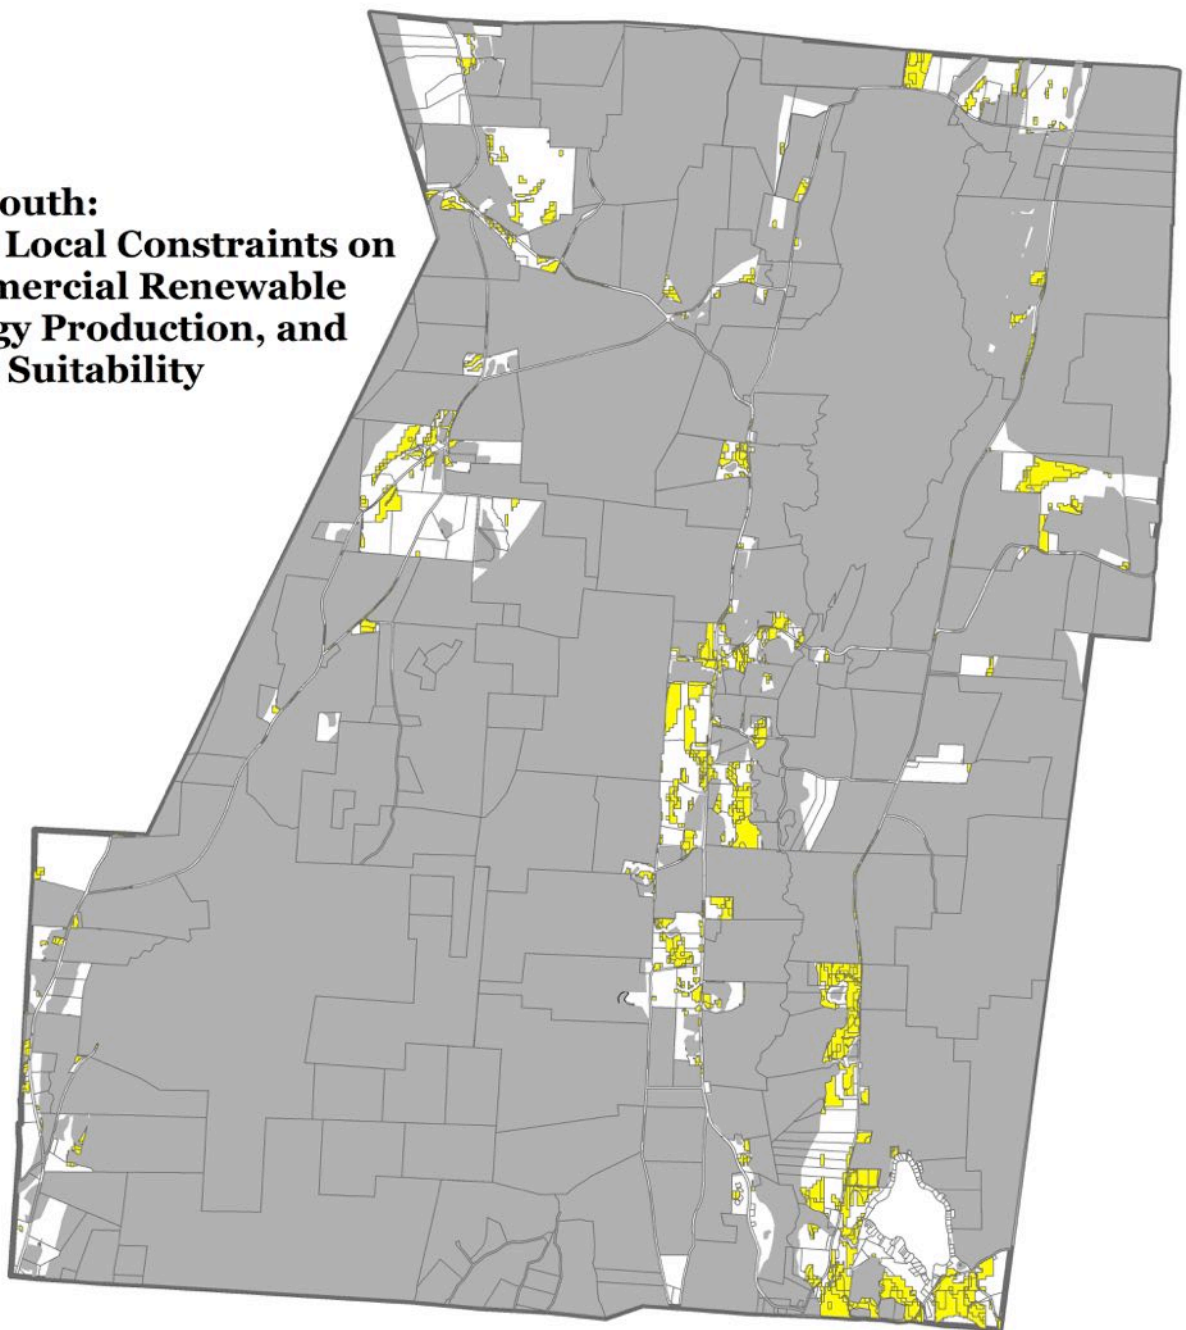 outh:
Local Constraints on
mercial Renewable
gy Production, and
Suitability